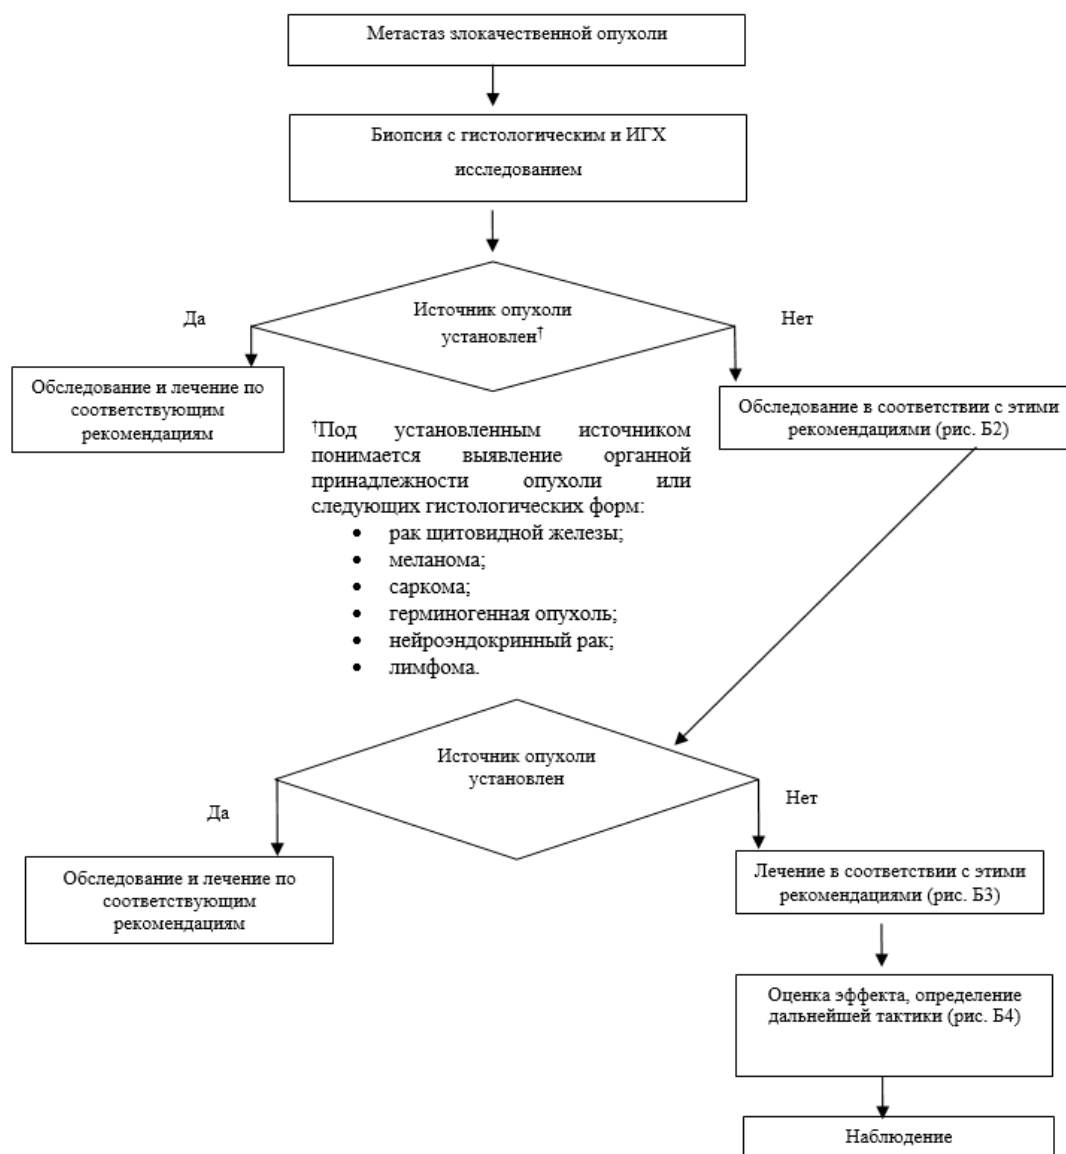 Метастаз злокачественной опухоли
Биопсия с гистологическим и ИГХ
исследованием
Источник опухоли
установлен†
Да
Нет
Обследование и лечение по
соответствующим
рекомендациям
Обследование в соответствии с этими
рекомендациями (рис. Б2)
†Под установленным источником
понимается выявление органной
принадлежности опухоли или
следующих гистологических форм:
• рак щитовидной железы;
• меланома;
• саркома;
• герминогенная опухоль;
• нейроэндокринный рак;
• лимфома.
Источник опухоли
установлен
Да
Нет
Обследование и лечение по
соответствующим
рекомендациям
Лечение в соответствии с этими
рекомендациями (рис. Б3)
Оценка эффекта, определение
дальнейшей тактики (рис. Б4)
Наблюдение